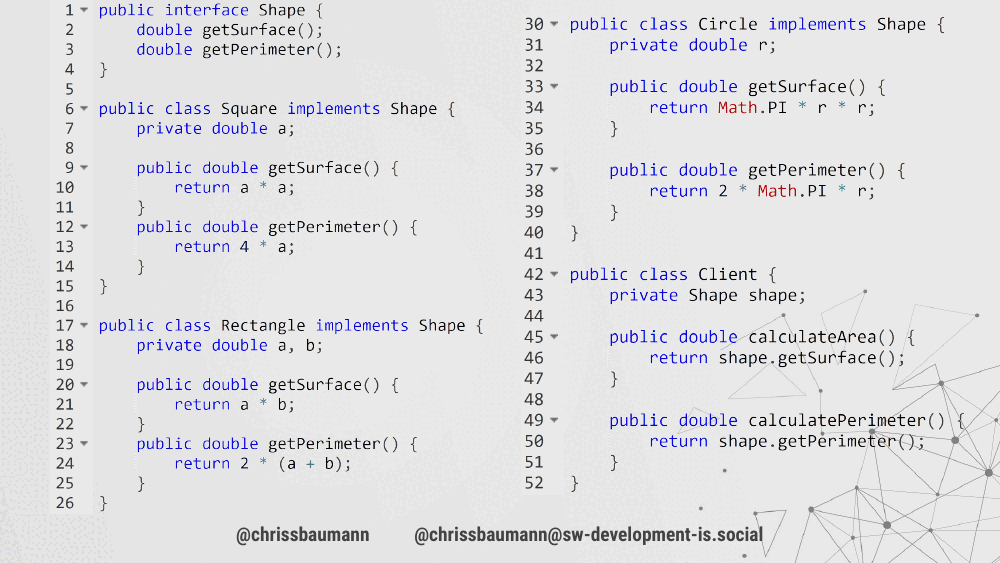 1 public interface Shape {
2     double getSurface();
3     double getPerimeter();
4 }
5
6 public class Square implements Shape {
7     private double a;
8
9     public double getSurface() {
10         return a * a;
11     }
12     public double getPerimeter() {
13         return 4 * a;
14     }
15 }
16
17 public class Rectangle implements Shape {
18     private double a, b;
19
20     public double getSurface() {
21         return a * b;
22     }
23     public double getPerimeter() {
24         return 2 * (a + b);
25     }
26 }
30 public class Circle implements Shape {
31     private double r;
32
33     public double getSurface() {
34         return Math.PI * r * r;
35     }
36
37     public double getPerimeter() {
38         return 2 * Math.PI * r;
39     }
40 }
41
42 public class Client {
43     private Shape shape;
44
45     public double calculateArea() {
46         return shape.getSurface();
47     }
48
49     public double calculatePerimeter() {
50         return shape.getPerimeter();
51     }
52 }
@chrissbaumann @chrissbaumann@sw-development-is.social